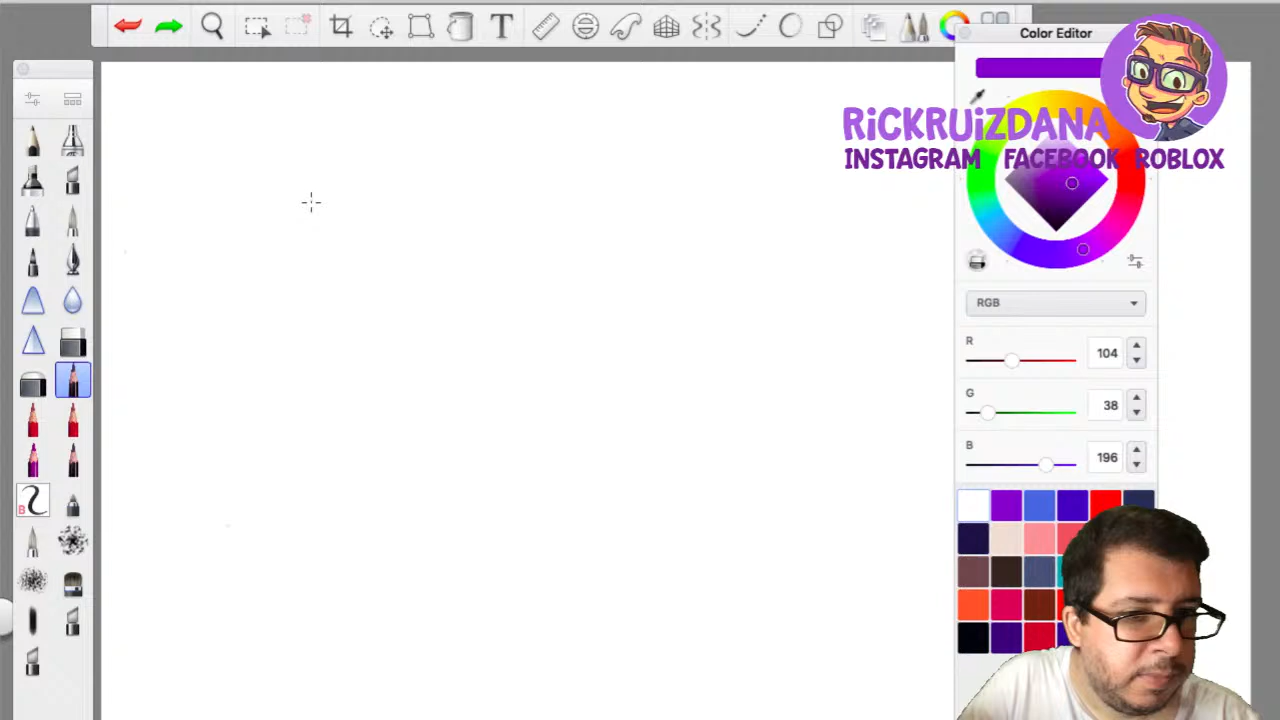 Color Editor
RiCKRUiZDANA
INSTAGRAM FACEBOOK ROBLOX
RGB
R
104
G
38
B
196
T
B